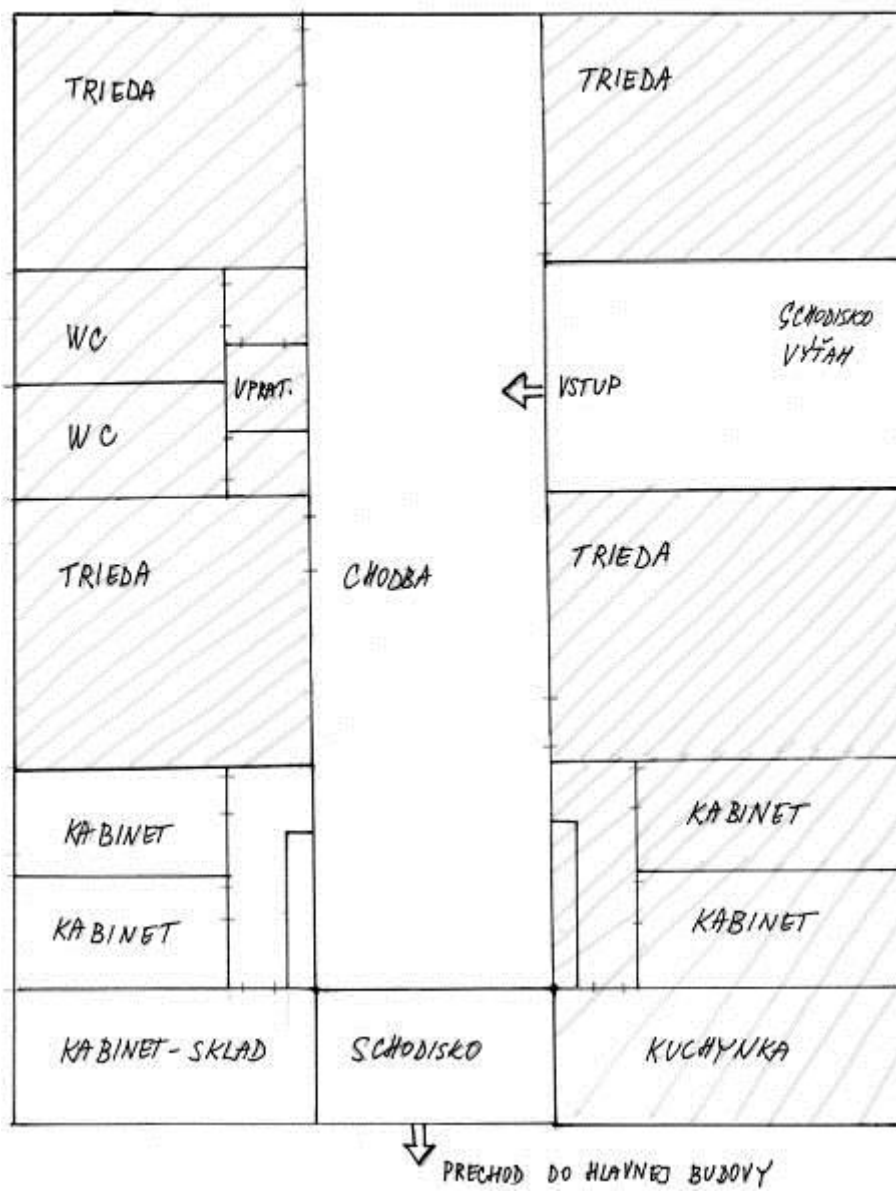 TRIEDA
TRIEDA
WC
UPRAT.
WC
SCHODISKO
VÝŤAH
VSTUP
TRIEDA
CHODBA
TRIEDA
KABINET
KABINET
KABINET
KABINET
KABINET-SKLAD
SCHODISKO
KUCHYNKA
PRECHOD DO HLAVNEJ BUDOVY